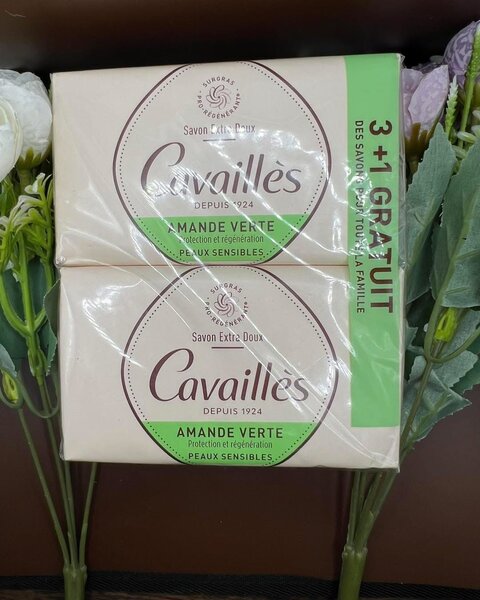 SURGRAS
PRO-RÉGÉNÉRANT
Savon Extra Doux
Cavaillès
DEPUIS 1924
AMANDE VERTE
Protection et régénération
PEAUX SENSIBLES
3 +1 GRATUIT
DES SAVONS POUR TOUTE LA FAMILLE
SURGRAS
PRO-RÉGÉNÉRANT
Savon Extra Doux
Cavaillès
DEPUIS 1924
AMANDE VERTE
Protection et régénération
PEAUX SENSIBLES